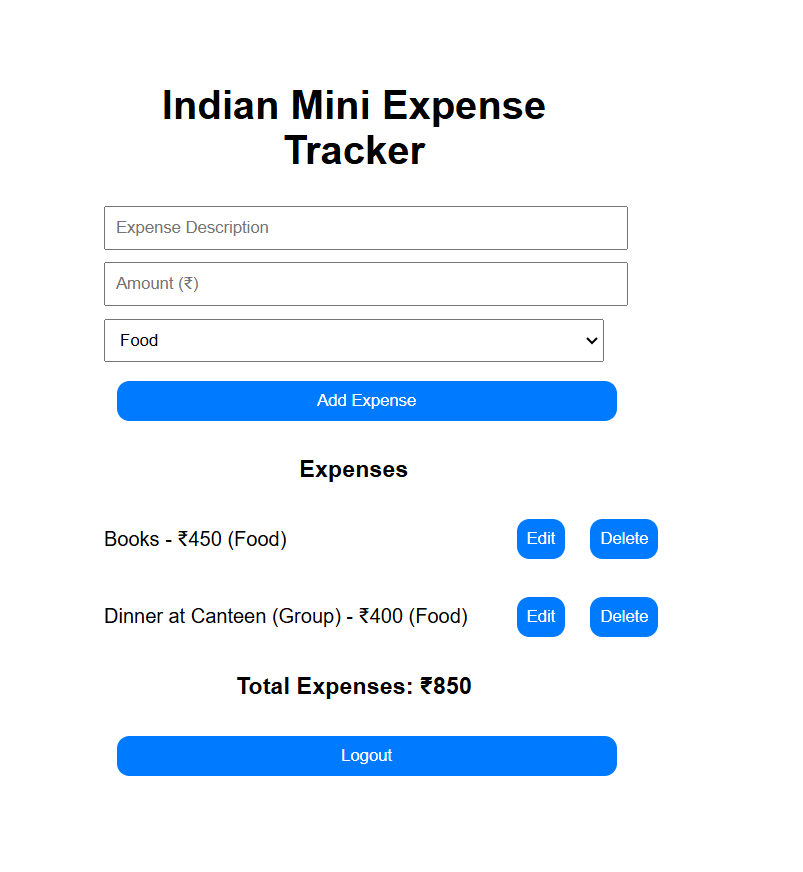 Indian Mini Expense
Tracker
Expense Description
Amount (₹)
Food
Add Expense
Expenses
Books - ₹450 (Food)
Edit
Delete
Dinner at Canteen (Group) - ₹400 (Food)
Edit
Delete
Total Expenses: ₹850
Logout